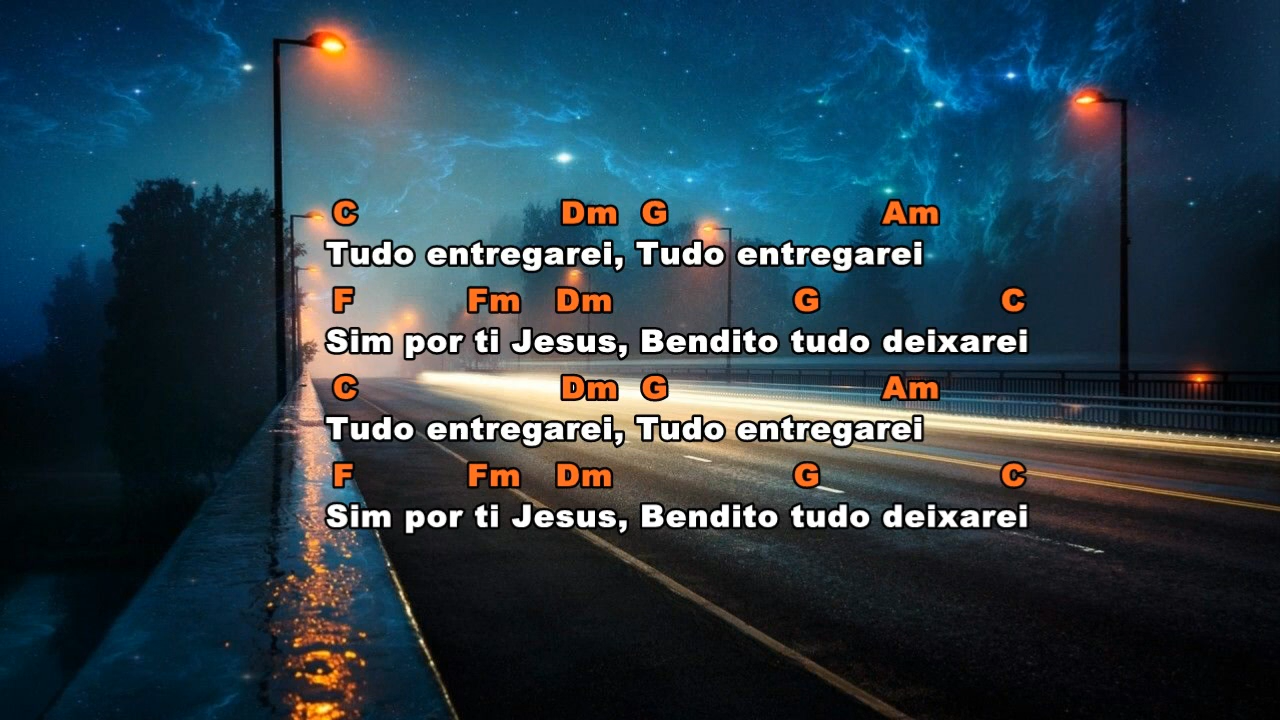 C Dm G Am
Tudo entregarei, Tudo entregarei
F Fm Dm G C
Sim por ti Jesus, Bendito tudo deixarei
C Dm G Am
Tudo entregarei, Tudo entregarei
F Fm Dm G C
Sim por ti Jesus, Bendito tudo deixarei